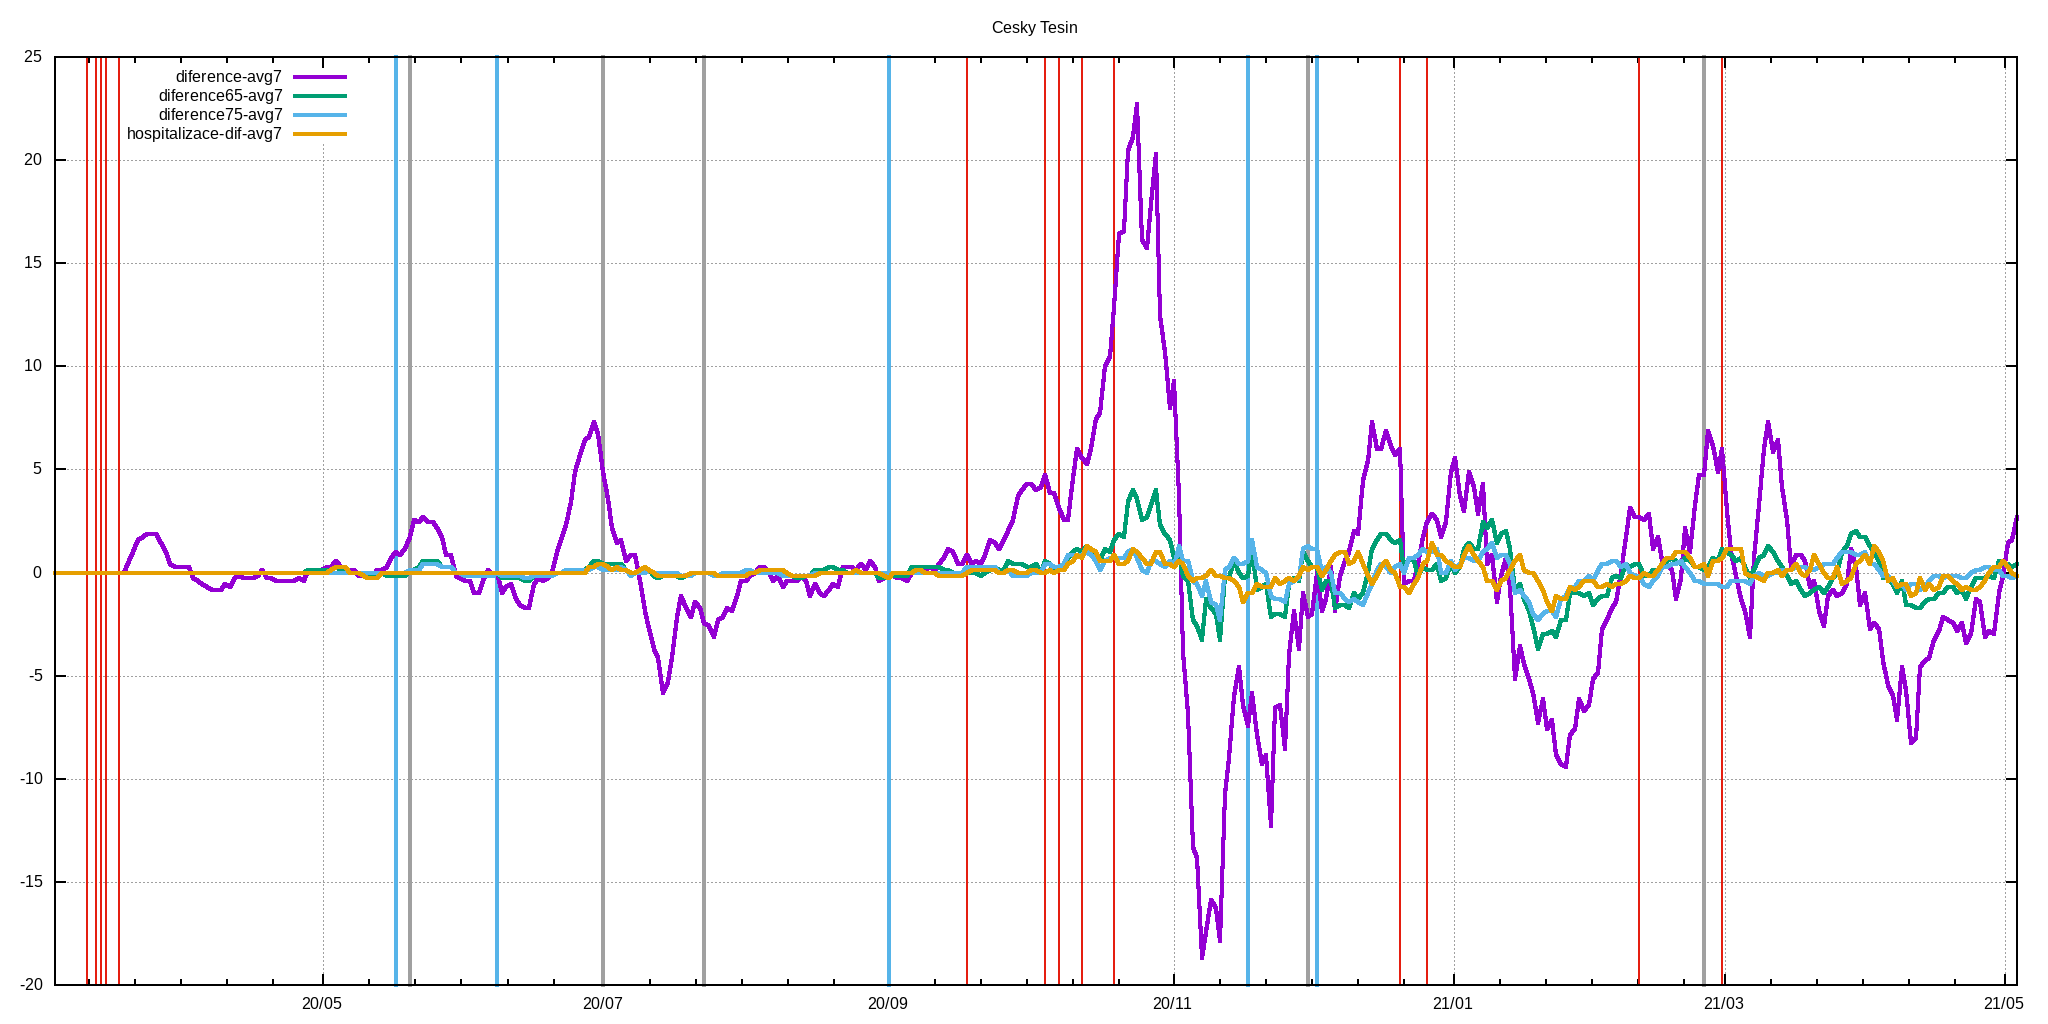 Cesky Tesin
25
diference-avg7
diference65-avg7
diference75-avg7
hospitalizace-dif-avg7
20
15
10
5
0
-5
-10
-15
-20
20/05 20/07 20/09 20/11 21/01 21/03 21/05